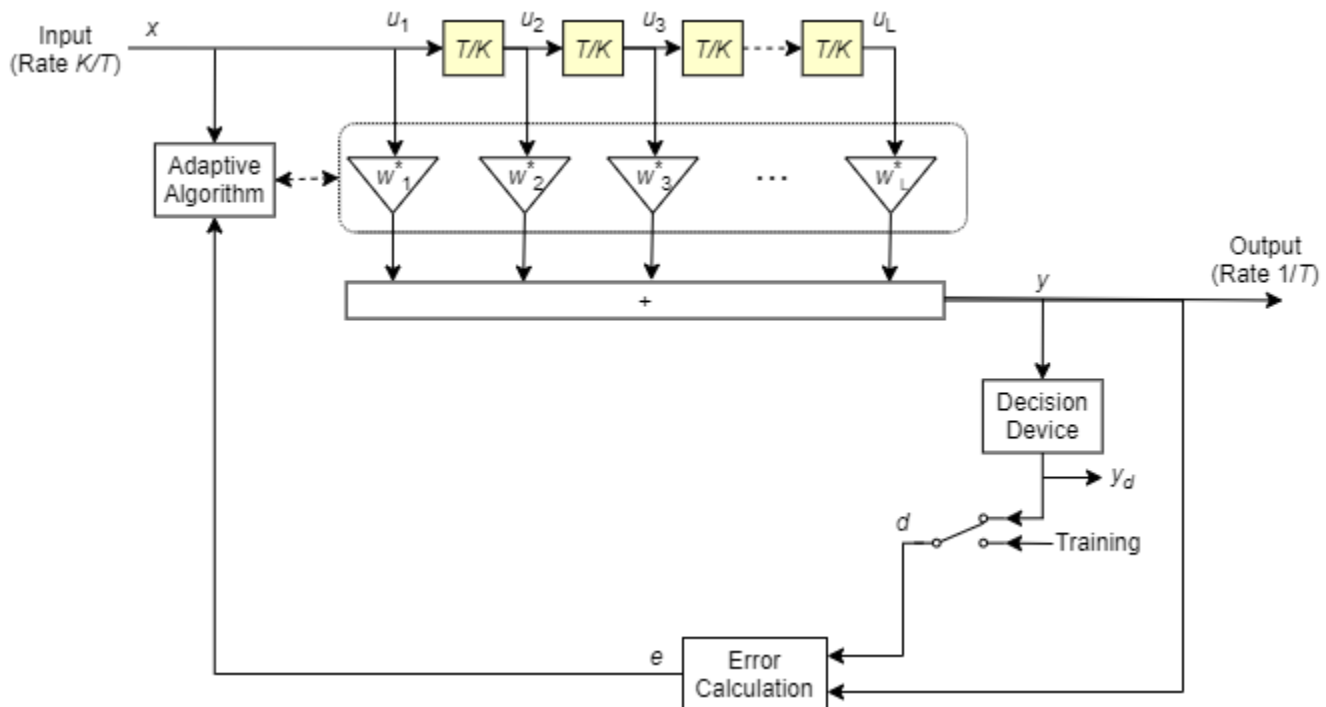 Input
(Rate K/T)
x
u1
T/K
u2
T/K
u3
T/K
T/K
uL
Adaptive
Algorithm
w*1
w*2
w*3
...
w*L
+
y
Output
(Rate 1/T)
Decision
Device
yd
d
Training
e
Error
Calculation